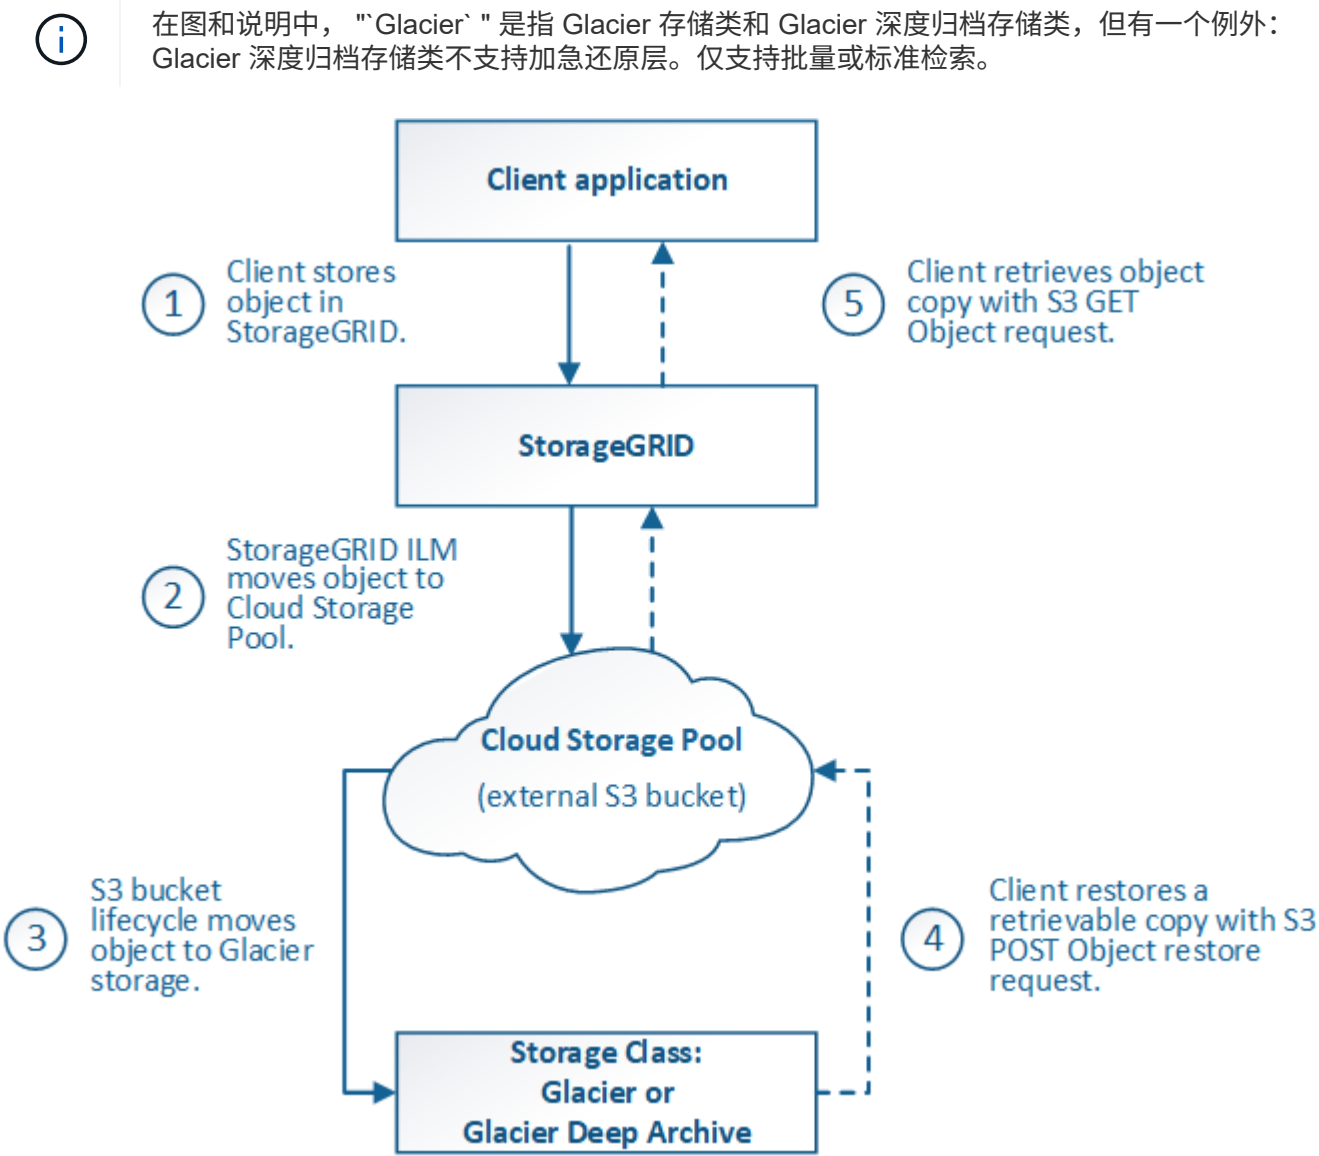 在图和说明中， "`Glacier` " 是指 Glacier 存储类和 Glacier 深度归档存储类，但有一个例外：
Glacier 深度归档存储类不支持加急还原层。仅支持批量或标准检索。
Client application
1
Client stores
object in
StorageGRID.
5
Client retrieves object
copy with S3 GET
Object request.
StorageGRID
2
StorageGRID ILM
moves object to
Cloud Storage
Pool.
Cloud Storage Pool
(external S3 bucket)
3
S3 bucket
lifecycle moves
object to Glacier
storage.
4
Client restores a
retrievable copy with S3
POST Object restore
request.
Storage Class:
Glacier or
Glacier Deep Archive